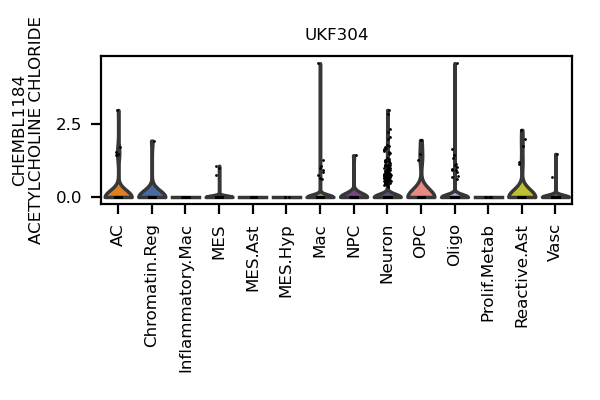 UKF304
CHEMBL1184
ACETYLCHOLINE CHLORIDE
2.5
0.0
AC
Chromatin.Reg
Inflammatory.Mac
MES
MES.Ast
MES.Hyp
Mac
NPC
Neuron
OPC
Oligo
Prolif.Metab
Reactive.Ast
Vasc